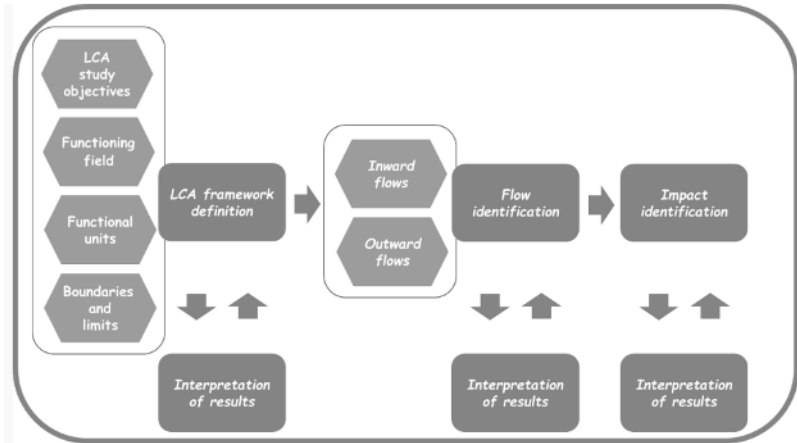 LCA
study
objectives
Functioning
field
Functional
units
Boundaries
and
limits
LCA framework
definition
Inward
flows
Outward
flows
Flow
identification
Impact
identification
Interpretation
of results
Interpretation
of results
Interpretation
of results